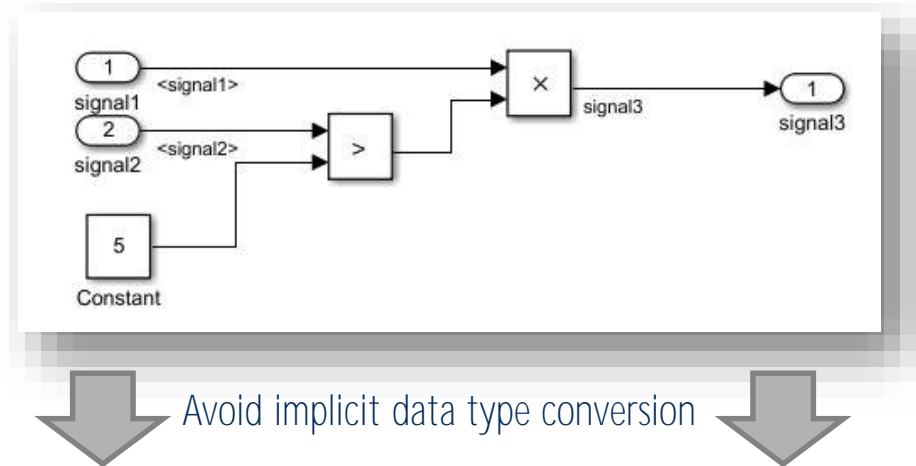 1
<signal1>
signal1
2
<signal2>
signal2
>
×
signal3
1
signal3
5
Constant
Avoid implicit data type conversion